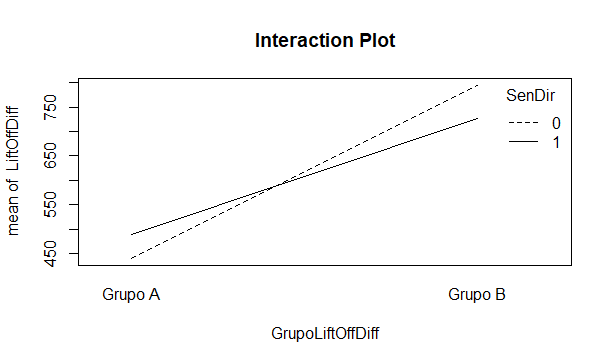 Interaction Plot
mean of LiftOffDiff
750
650
550
450
SenDir
0
1
Grupo A
Grupo B
GrupoLiftOffDiff